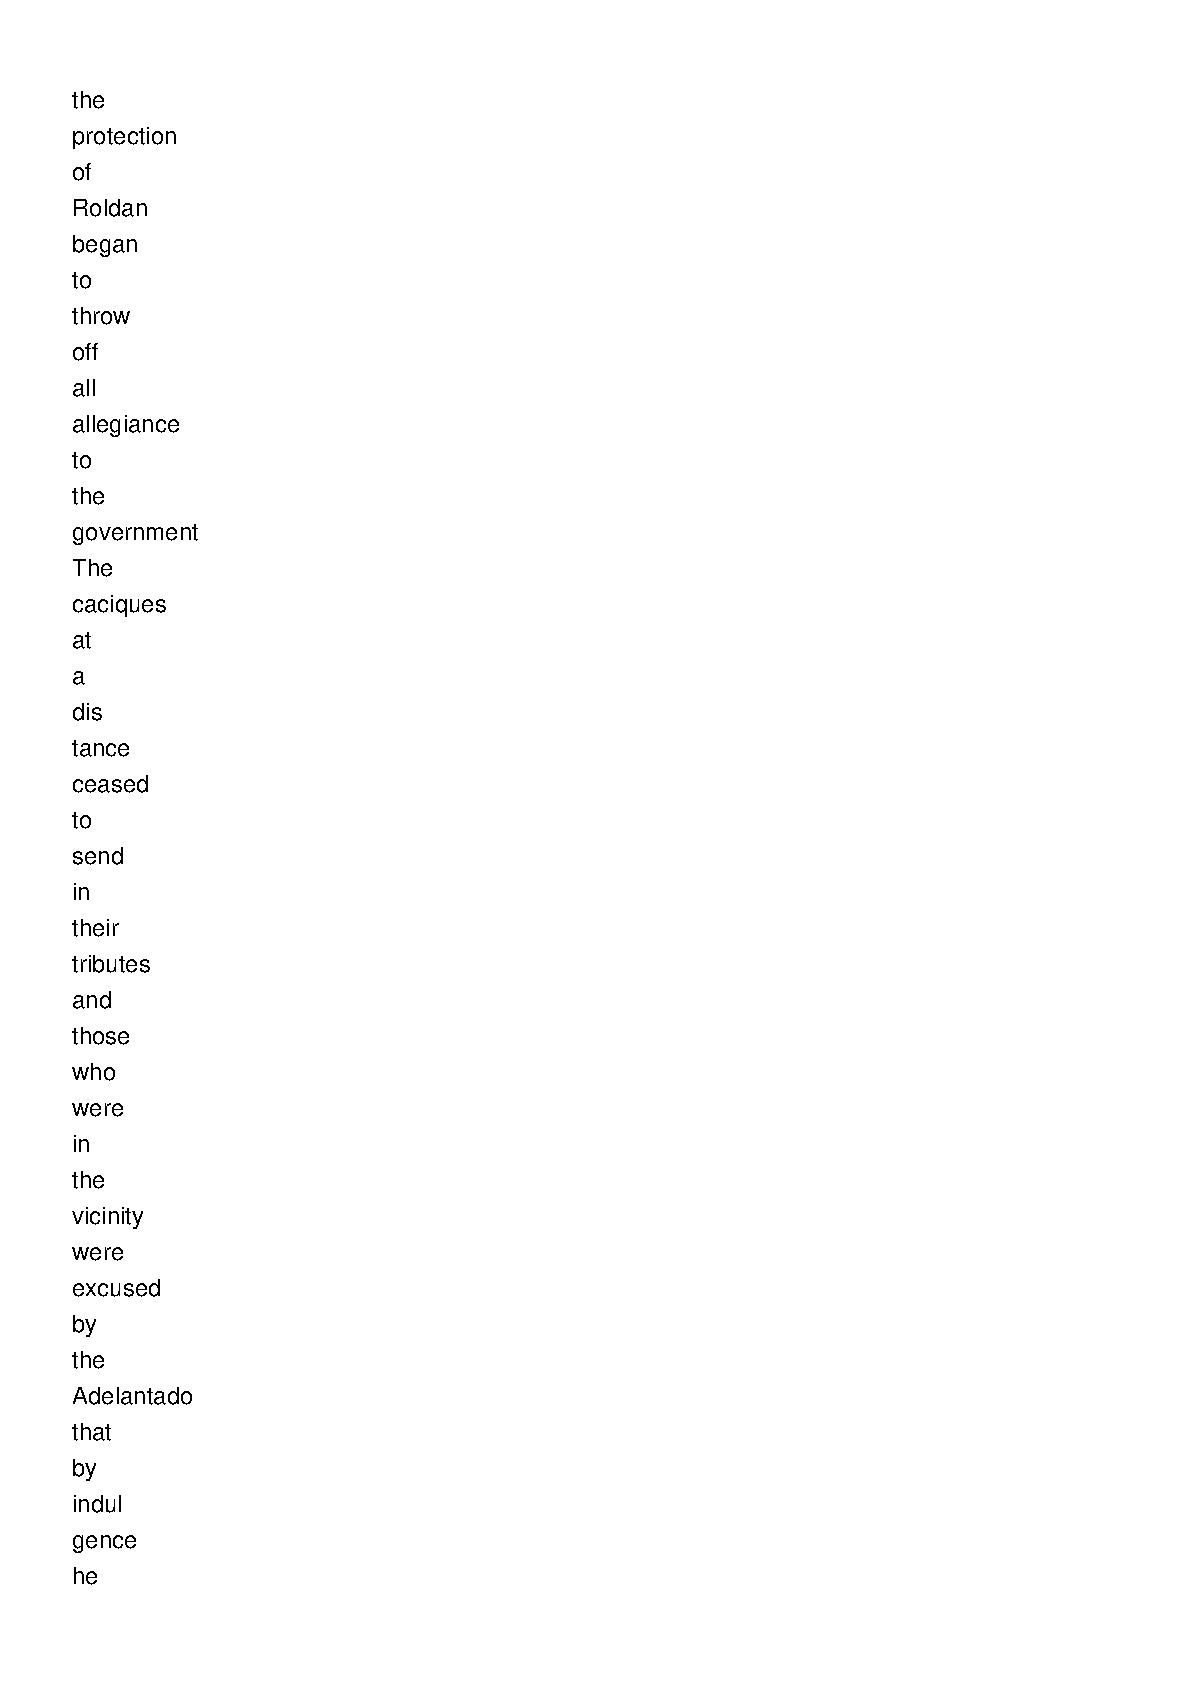 the
protection
of
Roldan
began
to
throw
off
all
allegiance
to
the
government
The
caciques
at
a
dis
tance
ceased
to
send
in
their
tributes
and
those
who
were
in
the
vicinity
were
excused
by
the
Adelantado
that
by
indul
gence
he